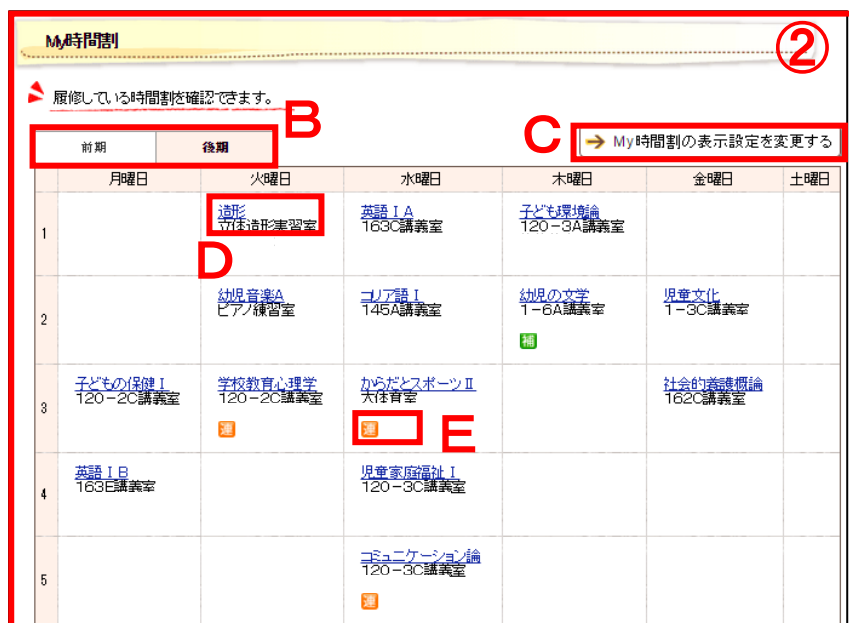 My時間割
②
履修している時間割を確認できます。
B
C
前期 後期
My時間割の表示設定を変更する
月曜日 火曜日 水曜日 木曜日 金曜日 土曜日
1
造形
立体造形実習室
英語ⅠA
163C講義室
子ども環境論
120-3A講義室
D
2
幼児音楽A
ピアノ練習室
コリア語Ⅰ
145A講義室
幼児の文学
1-6A講義室
補
児童文化
1-3C講義室
3
子どもの保健Ⅰ
120-2C講義室
学校教育心理学
120-2C講義室
連
からだとスポーツⅡ
大体育室
連
E
社会的養護概論
162C講義室
4
英語ⅠB
163E講義室
児童家庭福祉Ⅰ
120-3C講義室
5
コミュニケーション論
120-3C講義室
連